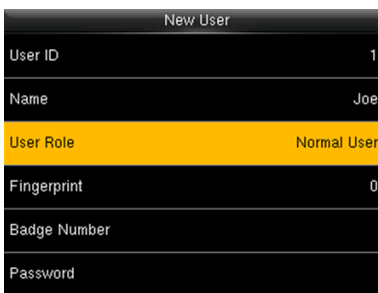 New User
User ID 1
Name Joe
User Role Normal User
Fingerprint 0
Badge Number
Password